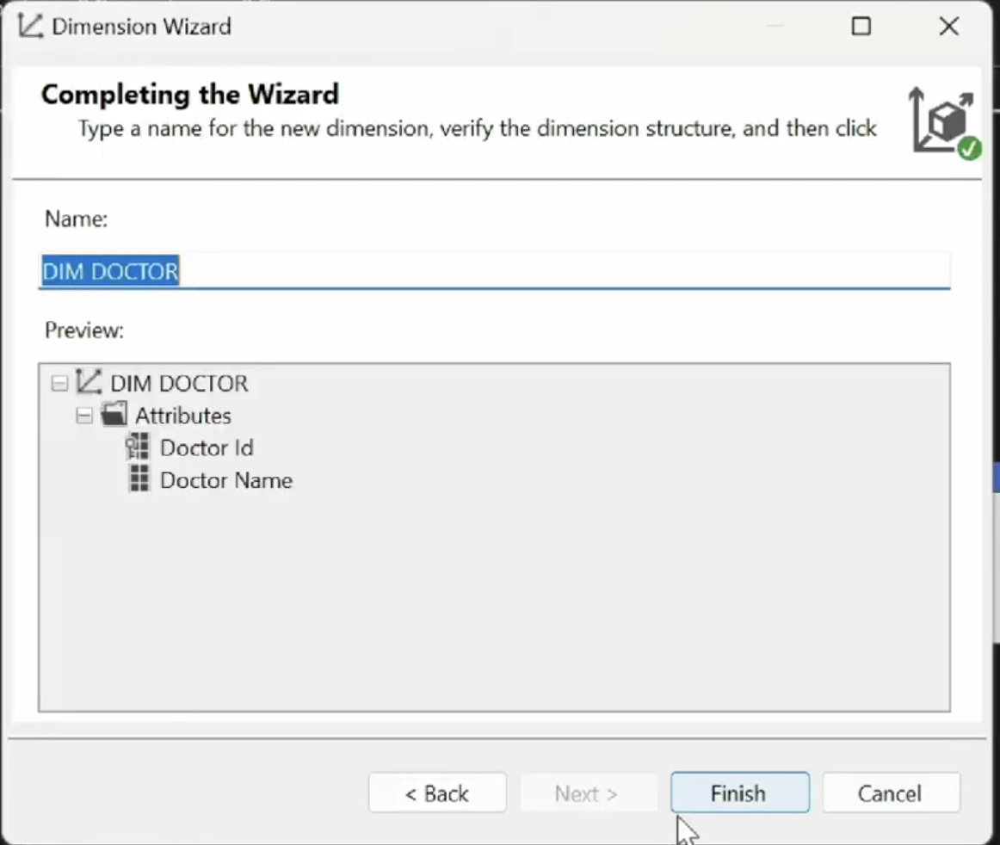 Dimension Wizard
Completing the Wizard
Type a name for the new dimension, verify the dimension structure, and then click
Name:
DIM DOCTOR
Preview:
DIM DOCTOR
Attributes
Doctor Id
Doctor Name
< Back
Next >
Finish
Cancel